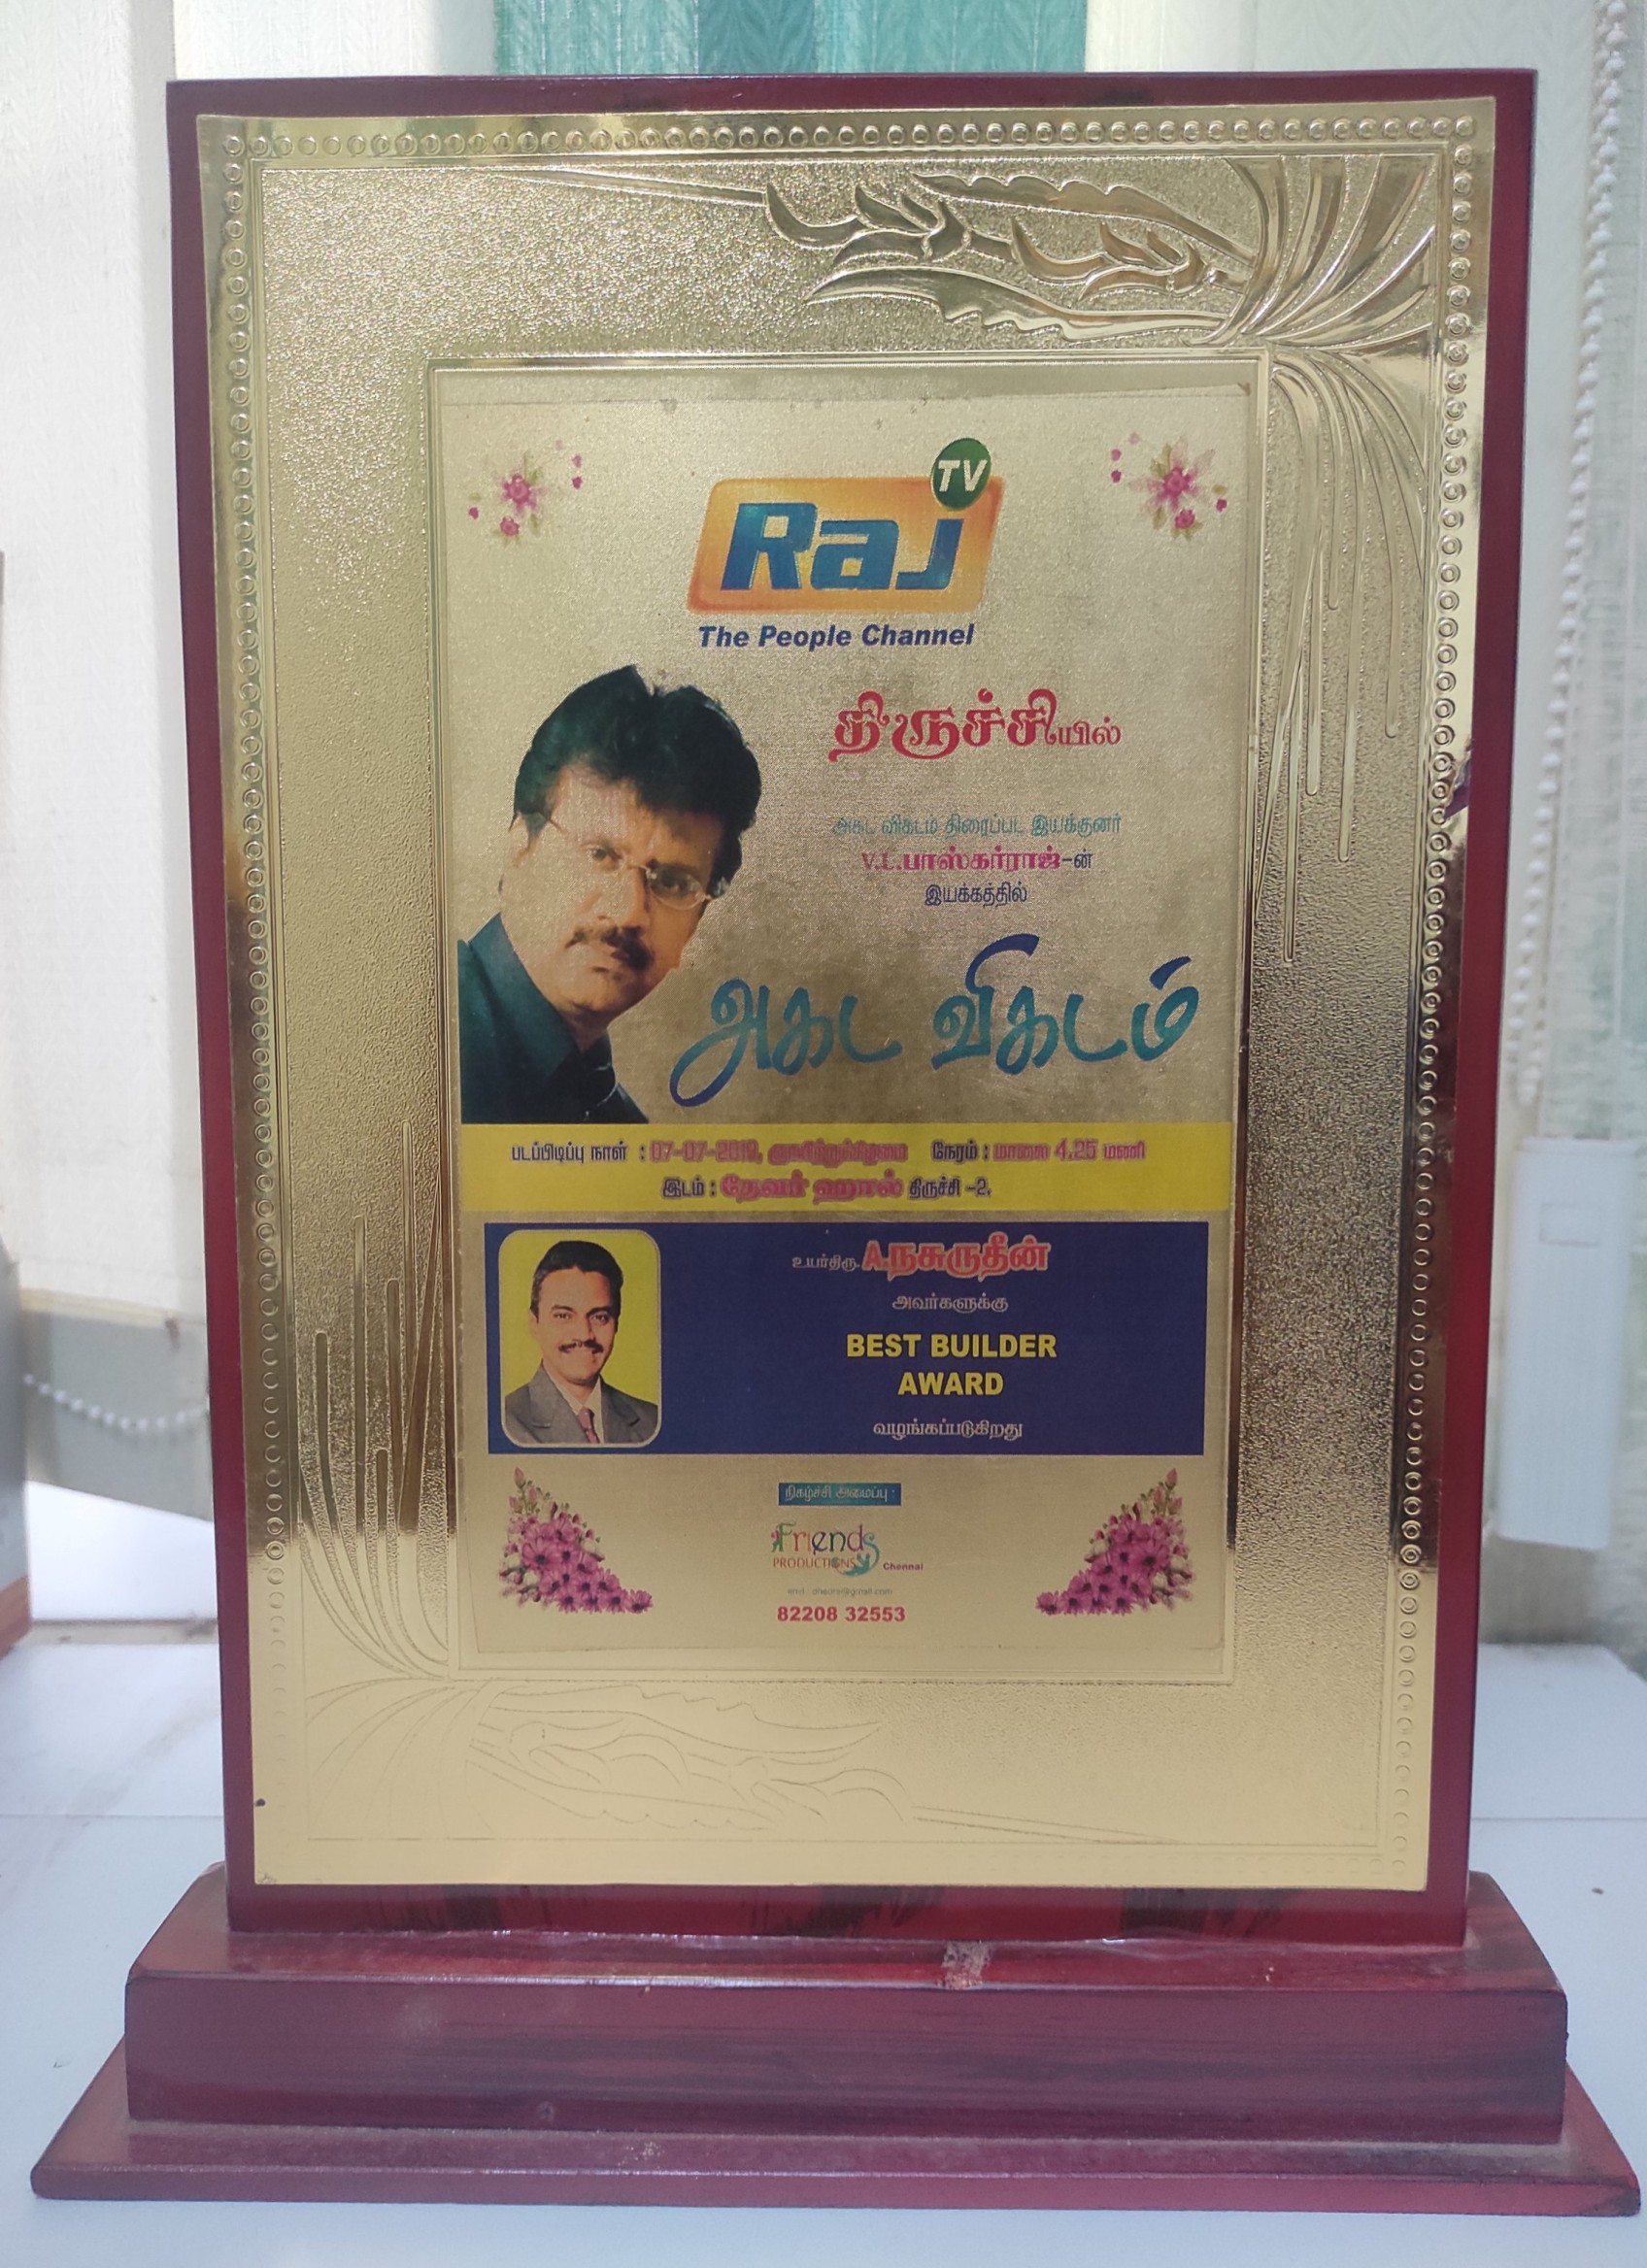 Raj TV
The People Channel
திருச்சியில்
அகட விகடம் திரைப்பட இயக்குனர்
V.L.பாஸ்கர்ராஜ்-ன்
இயக்கத்தில்
அகட விகடம்
படப்பிடிப்பு நாள் : 07-07-2019, ஞாயிற்றுக்கிழமை நேரம் : மாலை 4.25 மணி
இடம் : தேவர் ஹால் திருச்சி -2.
உயர்திரு. A.நசுருதீன்
அவர்களுக்கு
BEST BUILDER
AWARD
வழங்கப்படுகிறது
நிகழ்ச்சி அமைப்பு :
Friends
PRODUCTIONS Chennai
82208 32553